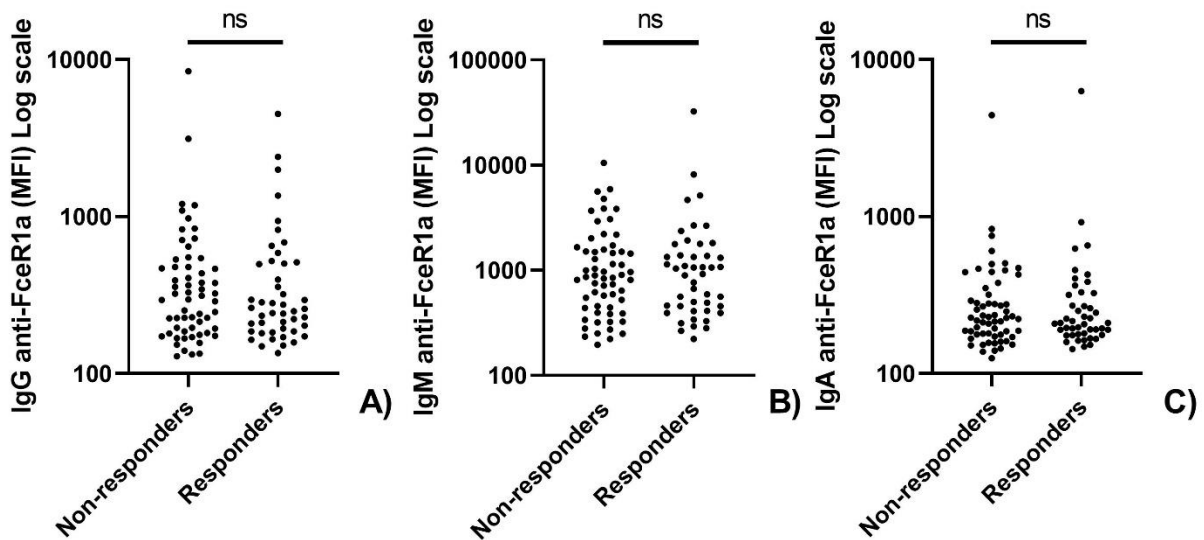 ns
IgG anti-FceR1a (MFI) Log scale
10000
1000
100
Non-responders
Responders
A)
ns
IgM anti-FceR1a (MFI) Log scale
100000
10000
1000
100
Non-responders
Responders
B)
ns
IgA anti-FceR1a (MFI) Log scale
10000
1000
100
Non-responders
Responders
C)